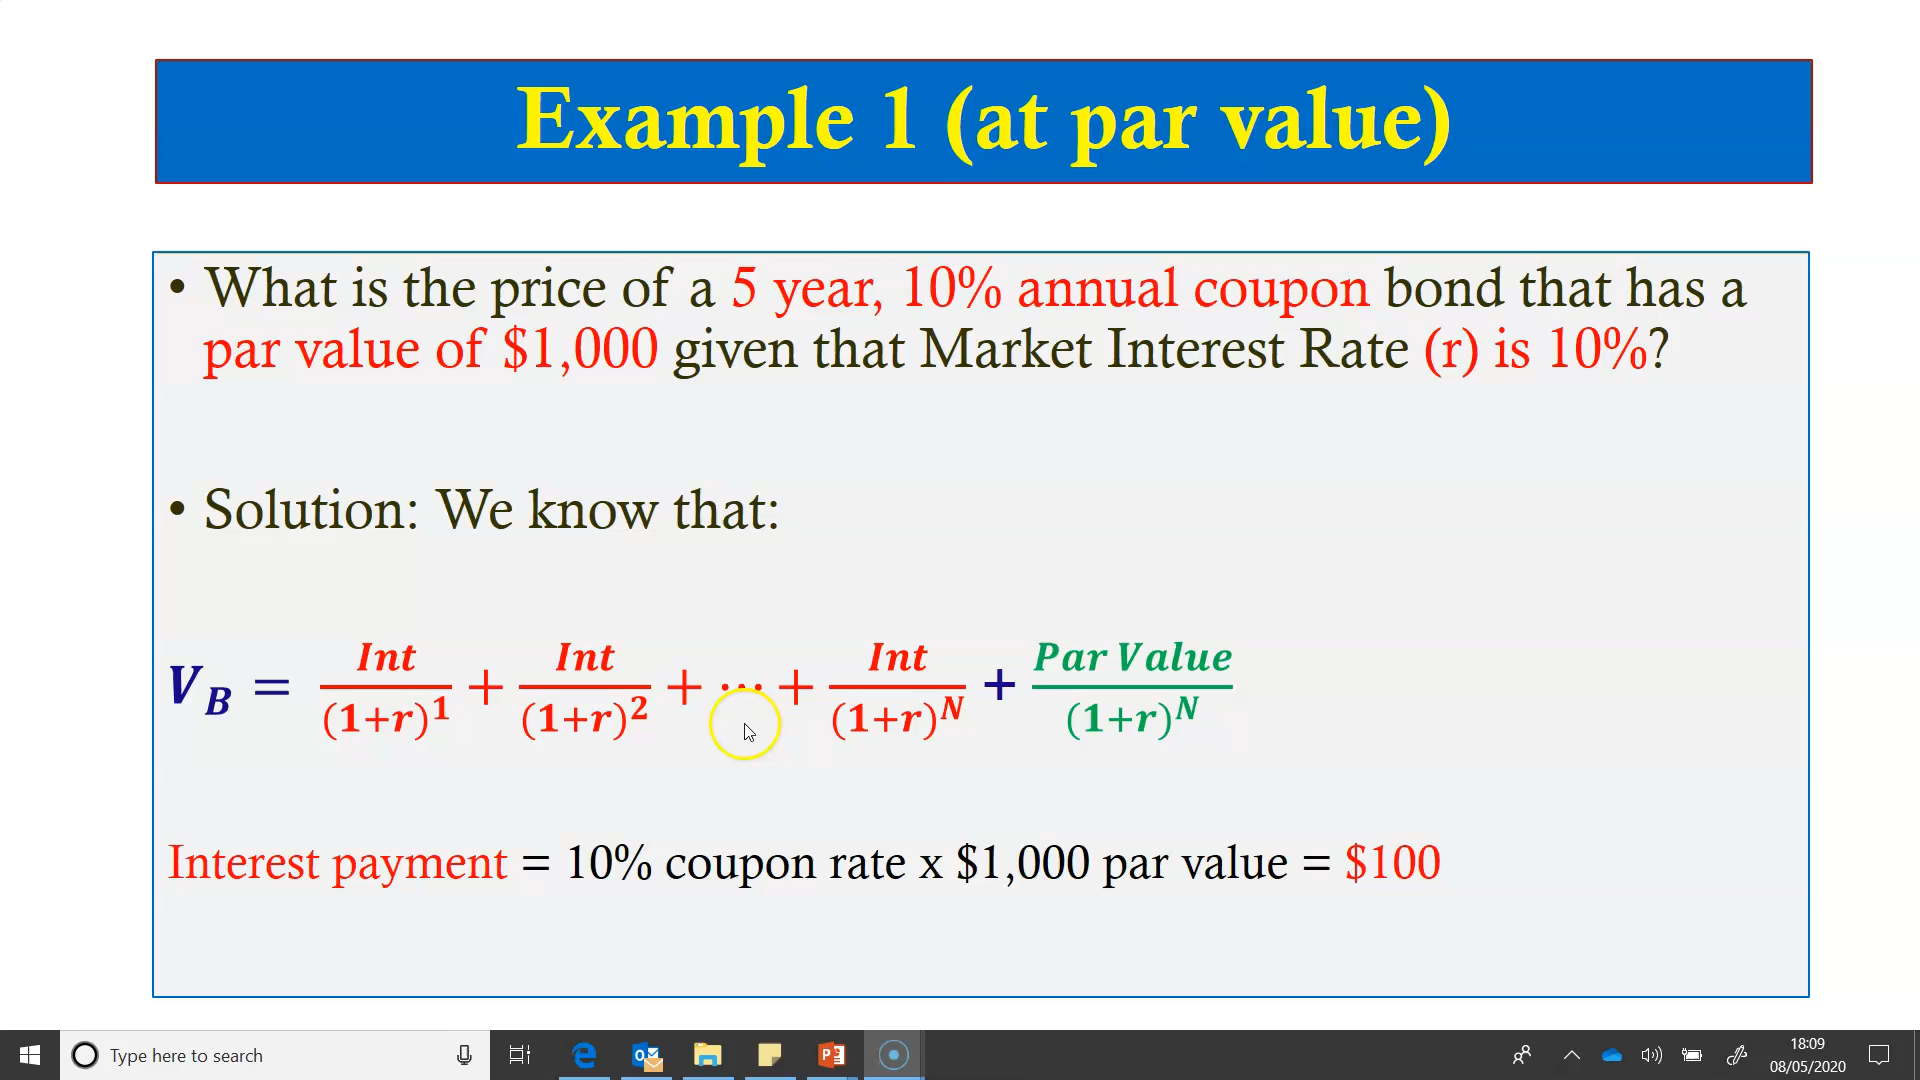 Example 1 (at par value)
• What is the price of a 5 year, 10% annual coupon bond that has a
par value of $1,000 given that Market Interest Rate (r) is 10%?
• Solution: We know that:
V_B = Int/(1+r)^1 + Int/(1+r)^2 + ⋯ + Int/(1+r)^N + Par Value/(1+r)^N
Interest payment = 10% coupon rate x $1,000 par value = $100
Type here to search
18:09
08/05/2020